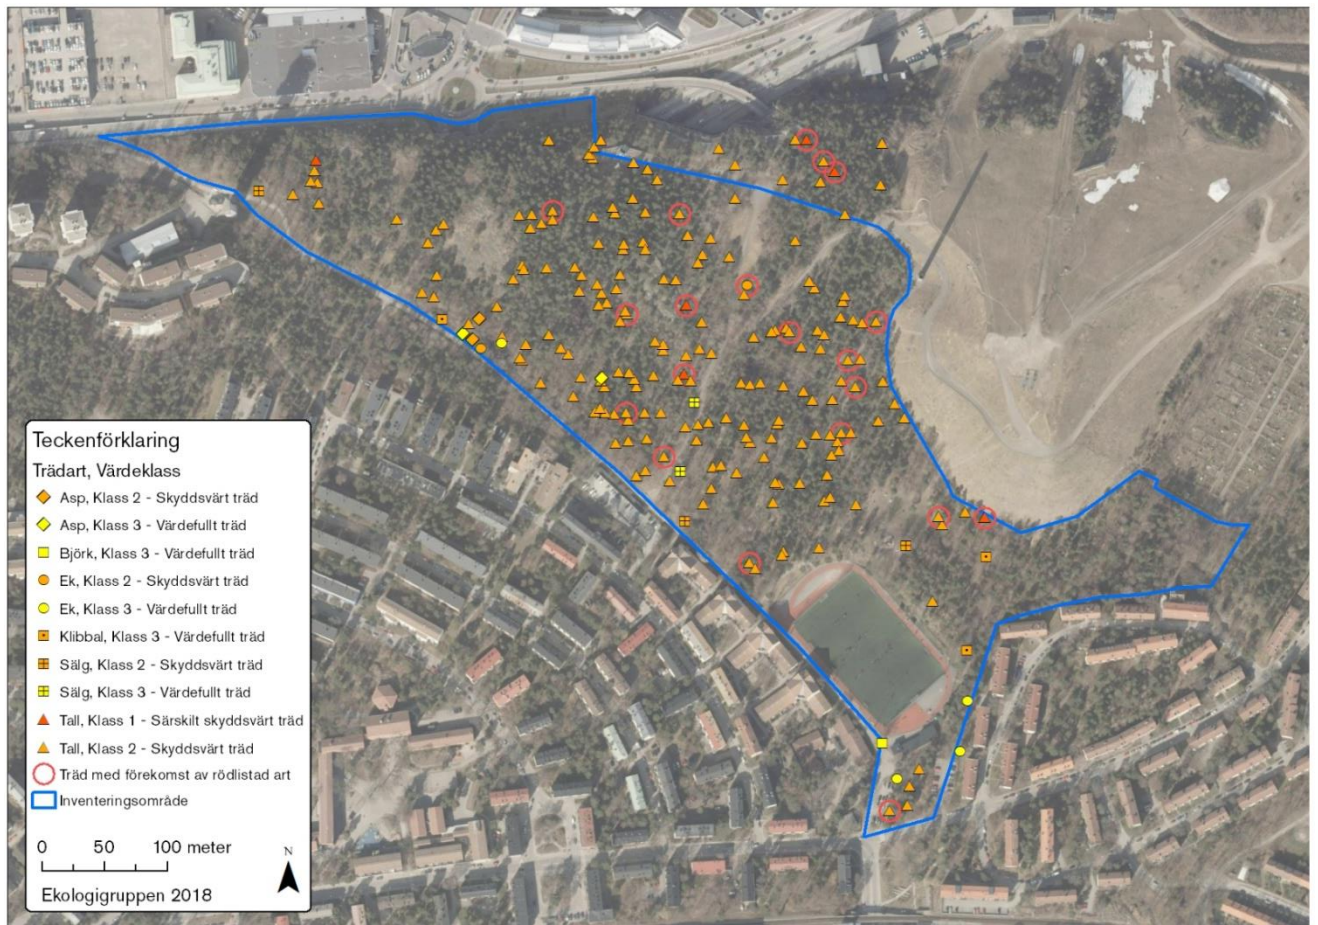 Teckenförklaring
Trädart, Värdeklass
Asp, Klass 2 - Skyddsvärt träd
Asp, Klass 3 - Värdefullt träd
Björk, Klass 3 - Värdefullt träd
Ek, Klass 2 - Skyddsvärt träd
Ek, Klass 3 - Värdefullt träd
Klibbal, Klass 3 - Värdefullt träd
Sälg, Klass 2 - Skyddsvärt träd
Sälg, Klass 3 - Värdefullt träd
Tall, Klass 1 - Särskilt skyddsvärt träd
Tall, Klass 2 - Skyddsvärt träd
Träd med förekomst av rödlistad art
Inventeringsområde
0 50 100 meter
N
Ekologigruppen 2018